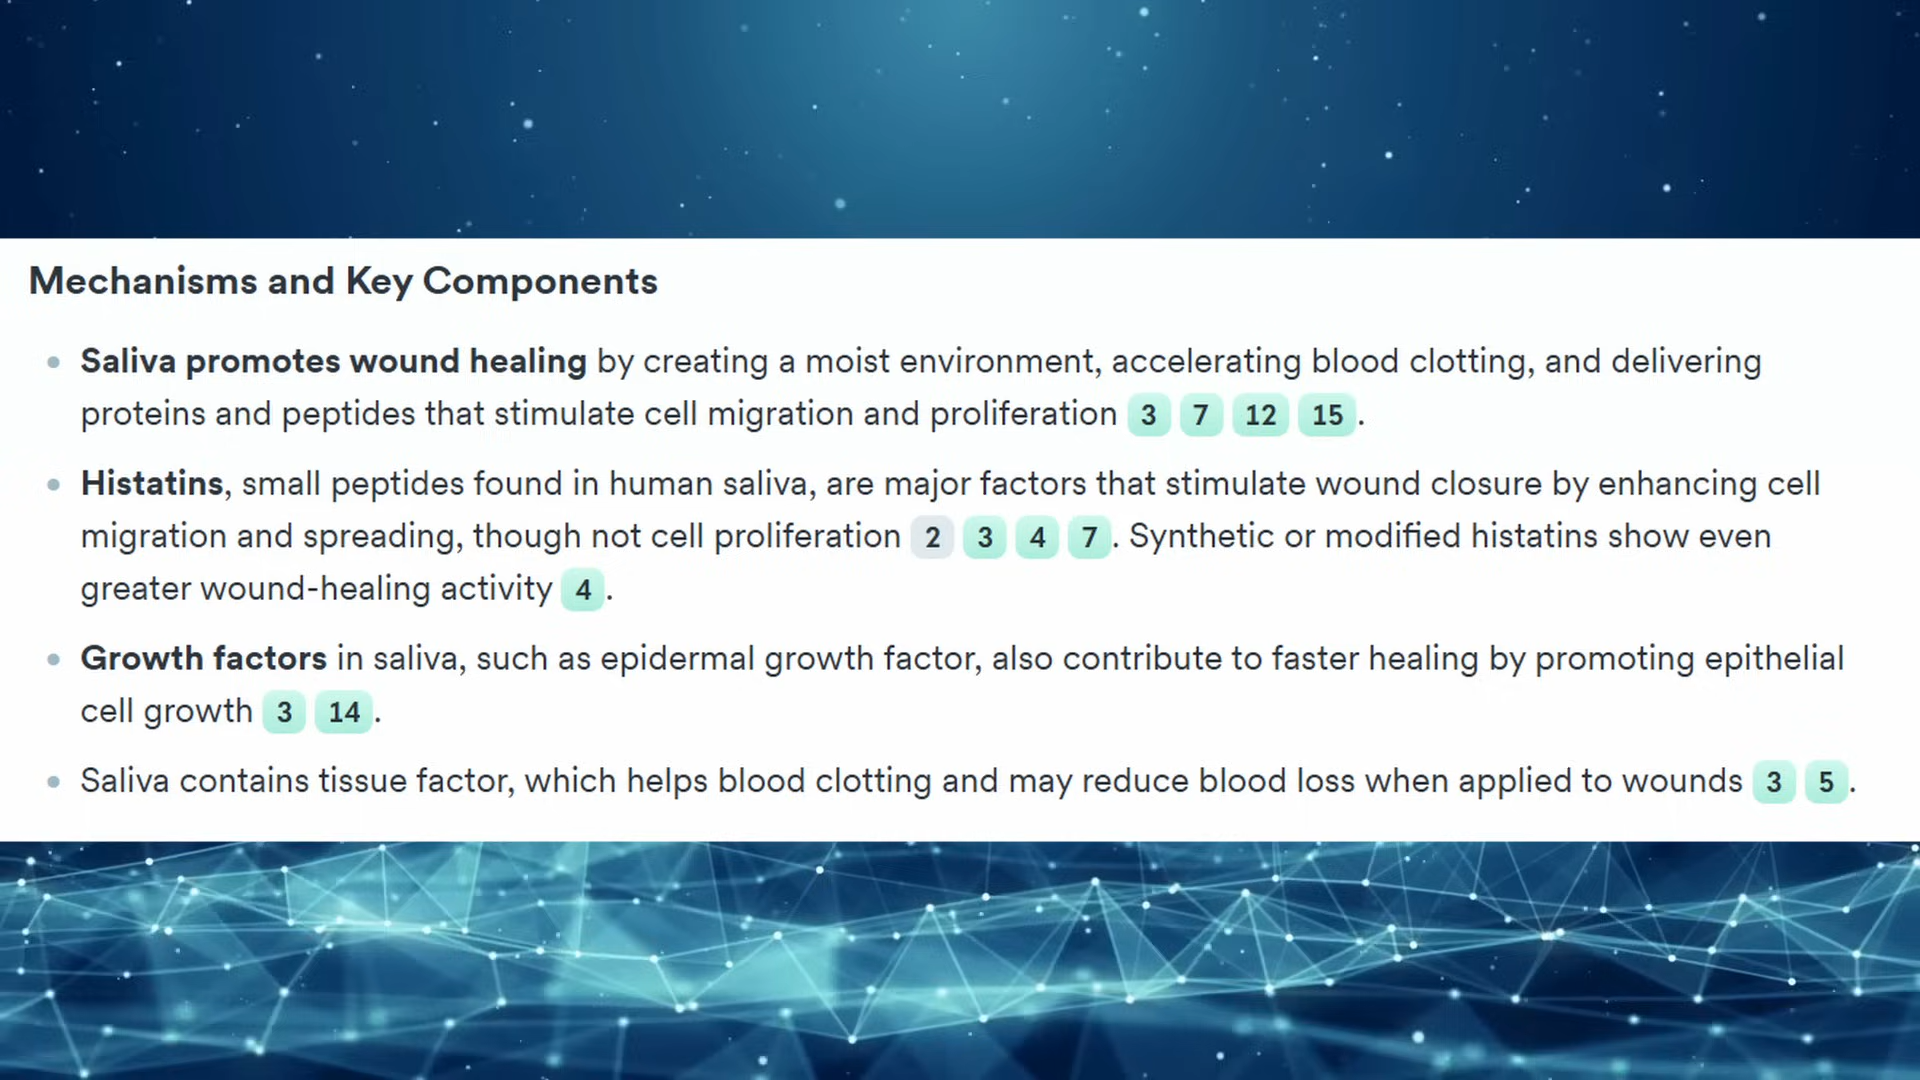 Mechanisms and Key Components
• Saliva promotes wound healing by creating a moist environment, accelerating blood clotting, and delivering
proteins and peptides that stimulate cell migration and proliferation 3 7 12 15.
• Histatins, small peptides found in human saliva, are major factors that stimulate wound closure by enhancing cell
migration and spreading, though not cell proliferation 2 3 4 7. Synthetic or modified histatins show even
greater wound-healing activity 4.
• Growth factors in saliva, such as epidermal growth factor, also contribute to faster healing by promoting epithelial
cell growth 3 14.
• Saliva contains tissue factor, which helps blood clotting and may reduce blood loss when applied to wounds 3 5.